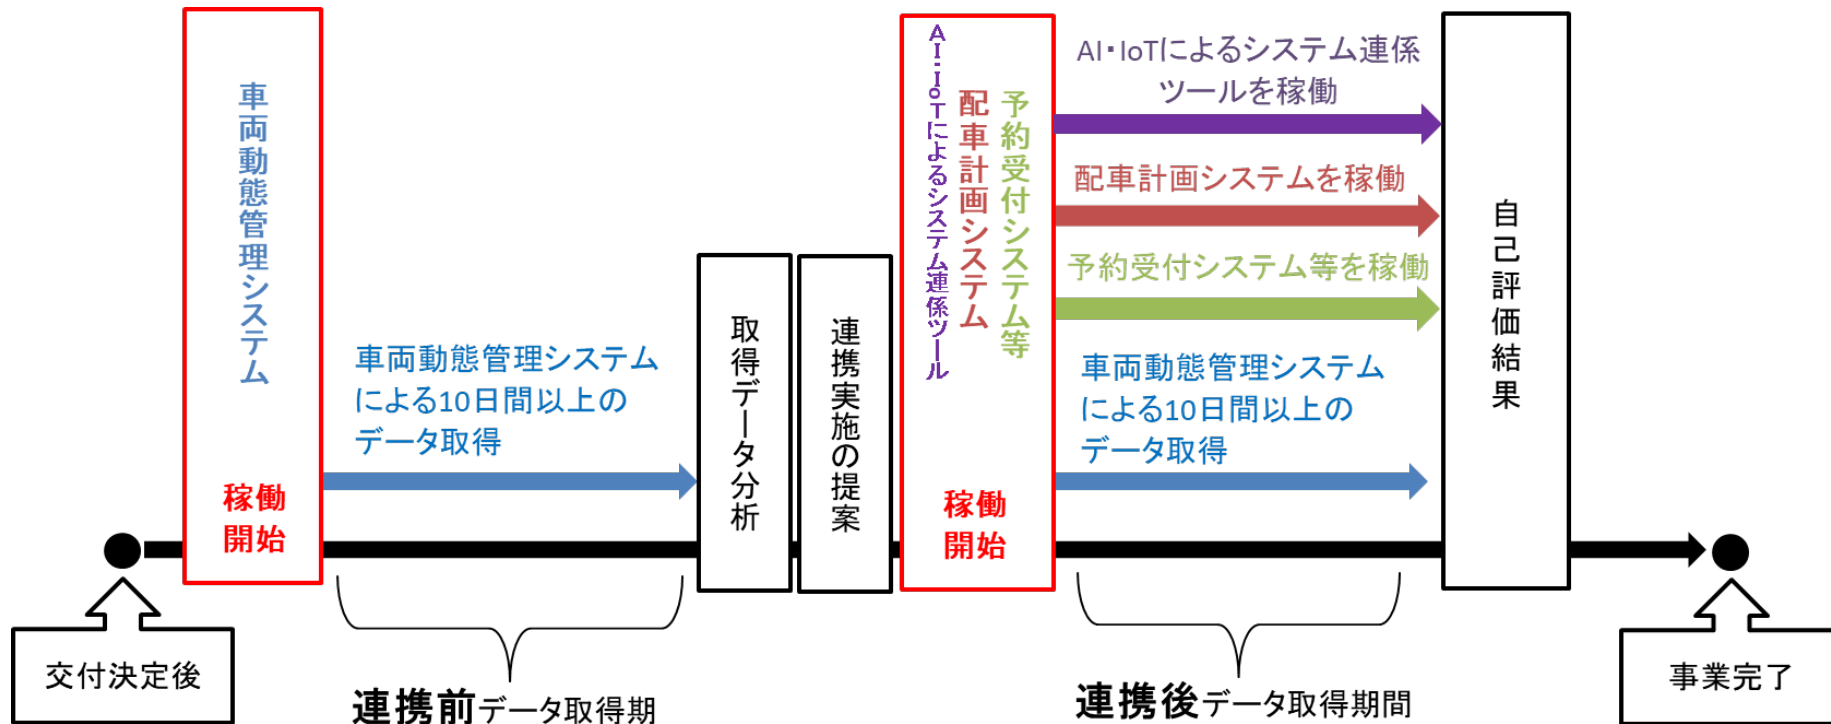 車両動態管理システム
稼働
開始
車両動態管理システム
による10日間以上の
データ取得
取得データ分析
連携実施の提案
AI・IoTによるシステム連係ツール
配車計画システム
予約受付システム等
稼働
開始
AI・IoTによるシステム連係
ツールを稼働
配車計画システムを稼働
予約受付システム等を稼働
車両動態管理システム
による10日間以上の
データ取得
自己評価結果
交付決定後
連携前データ取得期
連携後データ取得期間
事業完了